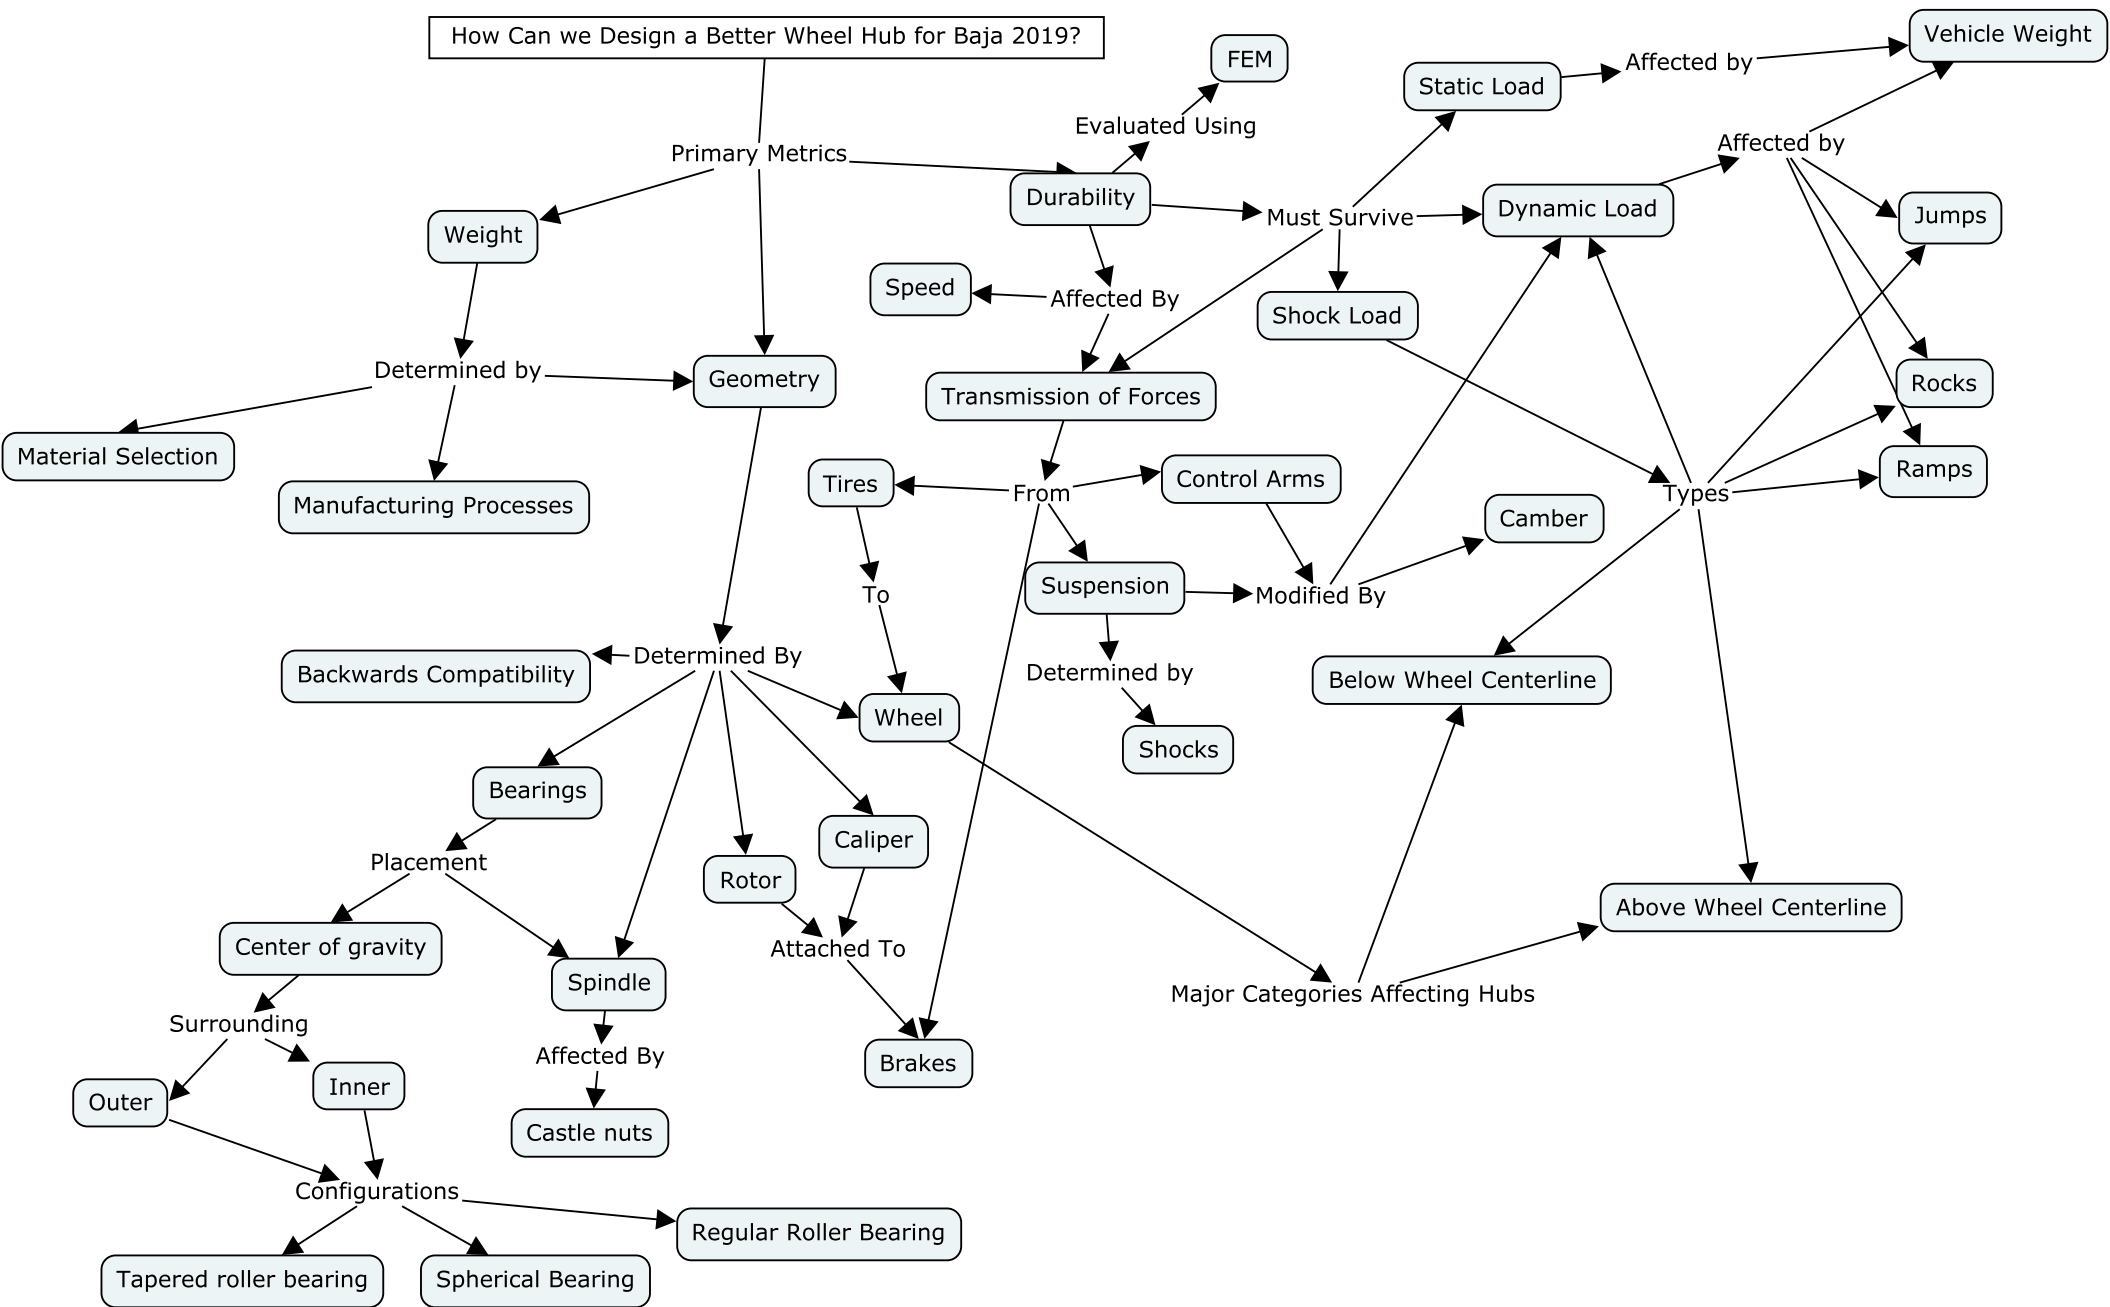 How Can we Design a Better Wheel Hub for Baja 2019?
Vehicle Weight
FEM
Affected by
Static Load
Evaluated Using
Affected by
Primary Metrics
Durability
Must Survive
Dynamic Load
Jumps
Weight
Speed
Affected By
Shock Load
Determined by
Geometry
Transmission of Forces
Rocks
Material Selection
Manufacturing Processes
Tires
From
Control Arms
Types
Ramps
Camber
To
Suspension
Modified By
Backwards Compatibility
Determined By
Determined by
Below Wheel Centerline
Wheel
Shocks
Bearings
Placement
Rotor
Caliper
Above Wheel Centerline
Center of gravity
Spindle
Attached To
Major Categories Affecting Hubs
Surrounding
Affected By
Brakes
Outer
Inner
Castle nuts
Configurations
Regular Roller Bearing
Tapered roller bearing
Spherical Bearing